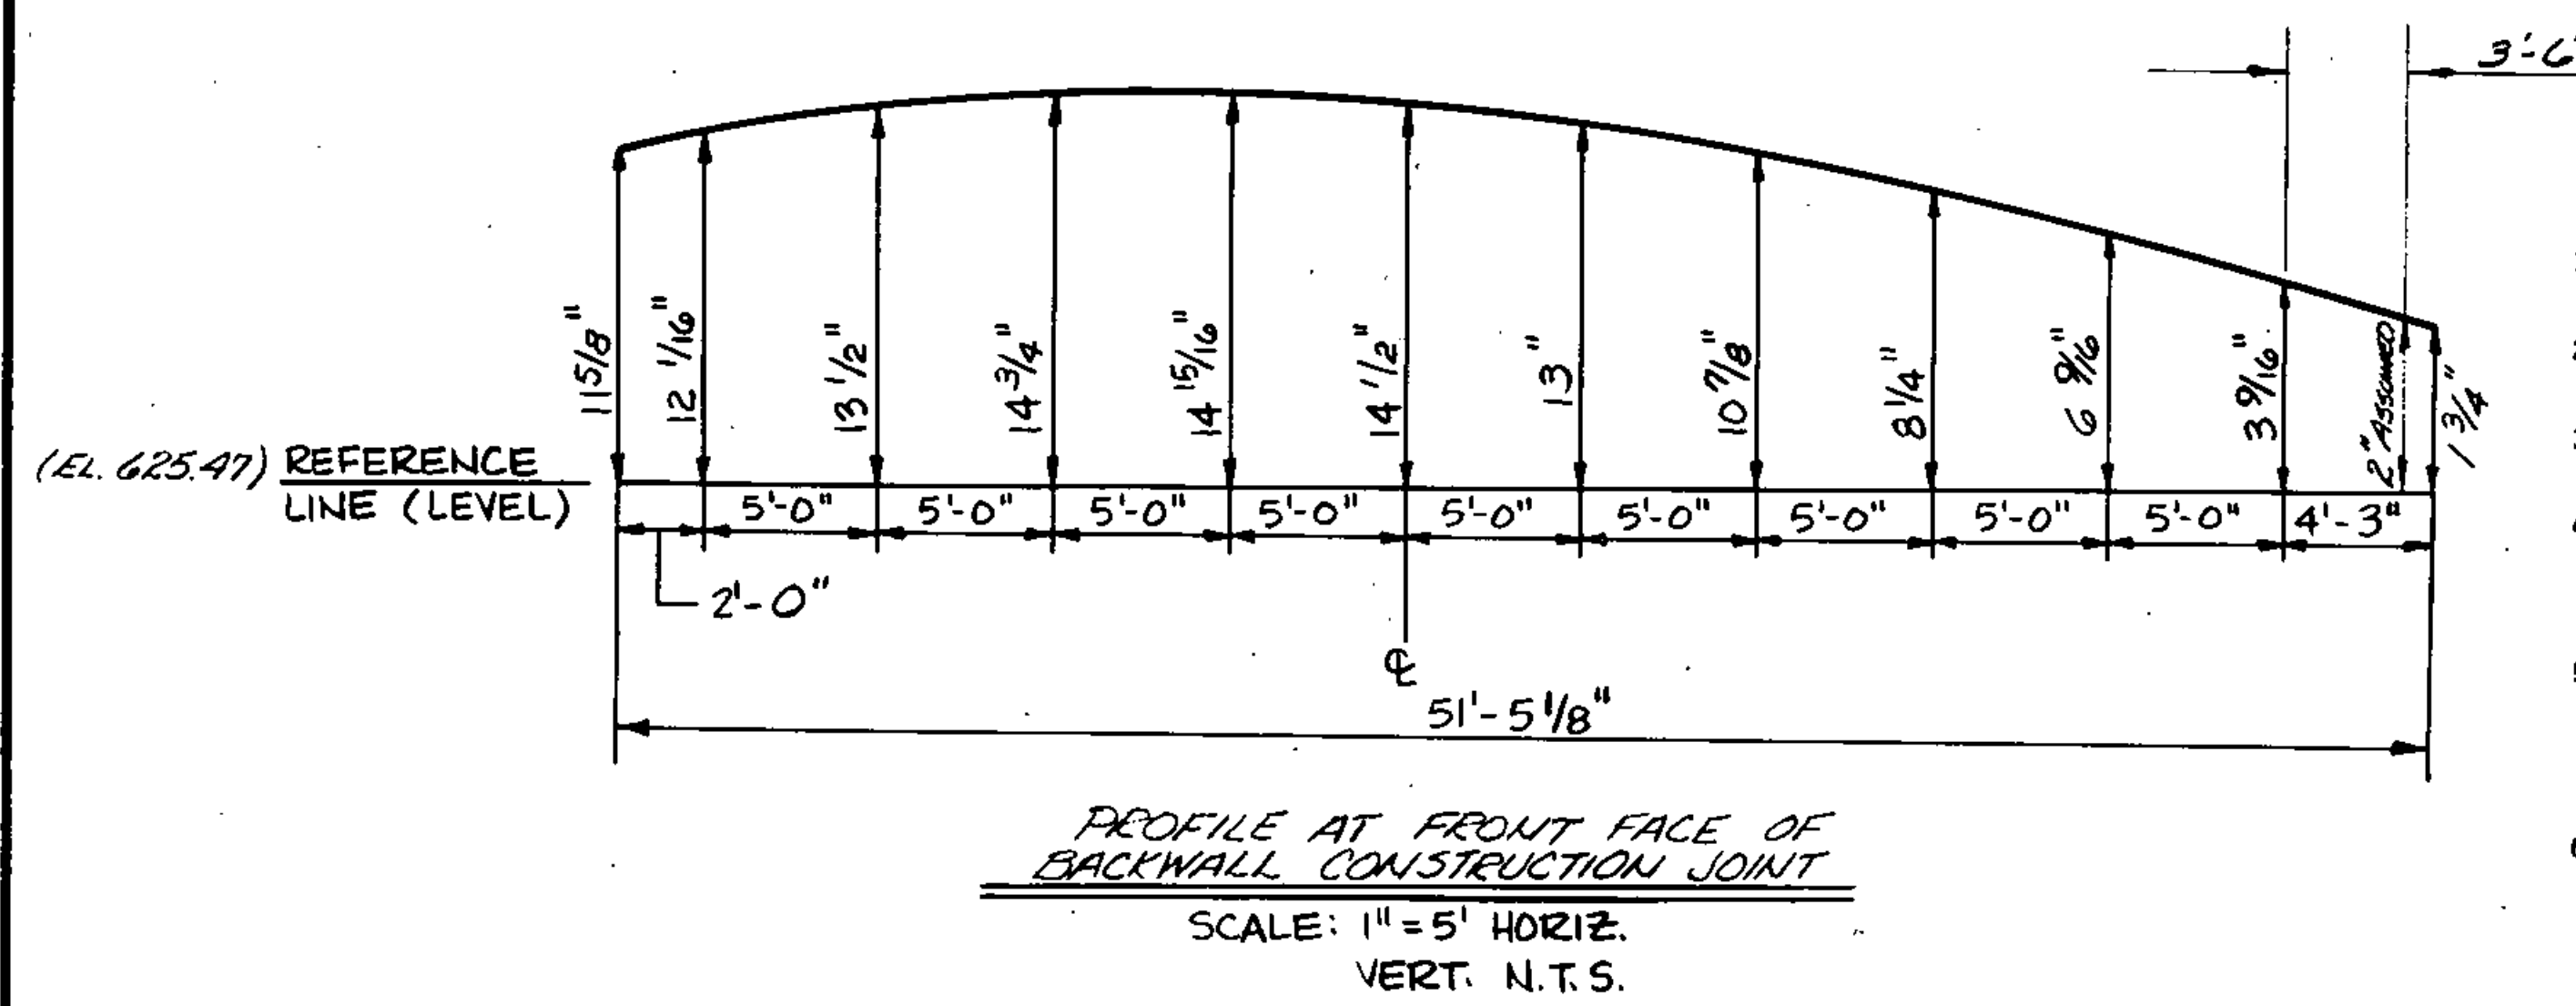 3'-6
11 5/8"
12 1/16"
13 1/2"
14 3/4"
14 15/16"
14 1/2"
13"
10 7/8"
8 1/4"
6 9/16"
3 9/16"
2" ASSUMED
1 3/4"
(EL. 625.47) REFERENCE
LINE (LEVEL)
5'-0" 5'-0" 5'-0" 5'-0" 5'-0" 5'-0" 5'-0" 5'-0" 5'-0" 4'-3"
2'-0"
℄
51'-5 1/8"
PROFILE AT FRONT FACE OF
BACKWALL CONSTRUCTION JOINT
SCALE: 1" = 5' HORIZ.
VERT. N.T.S.